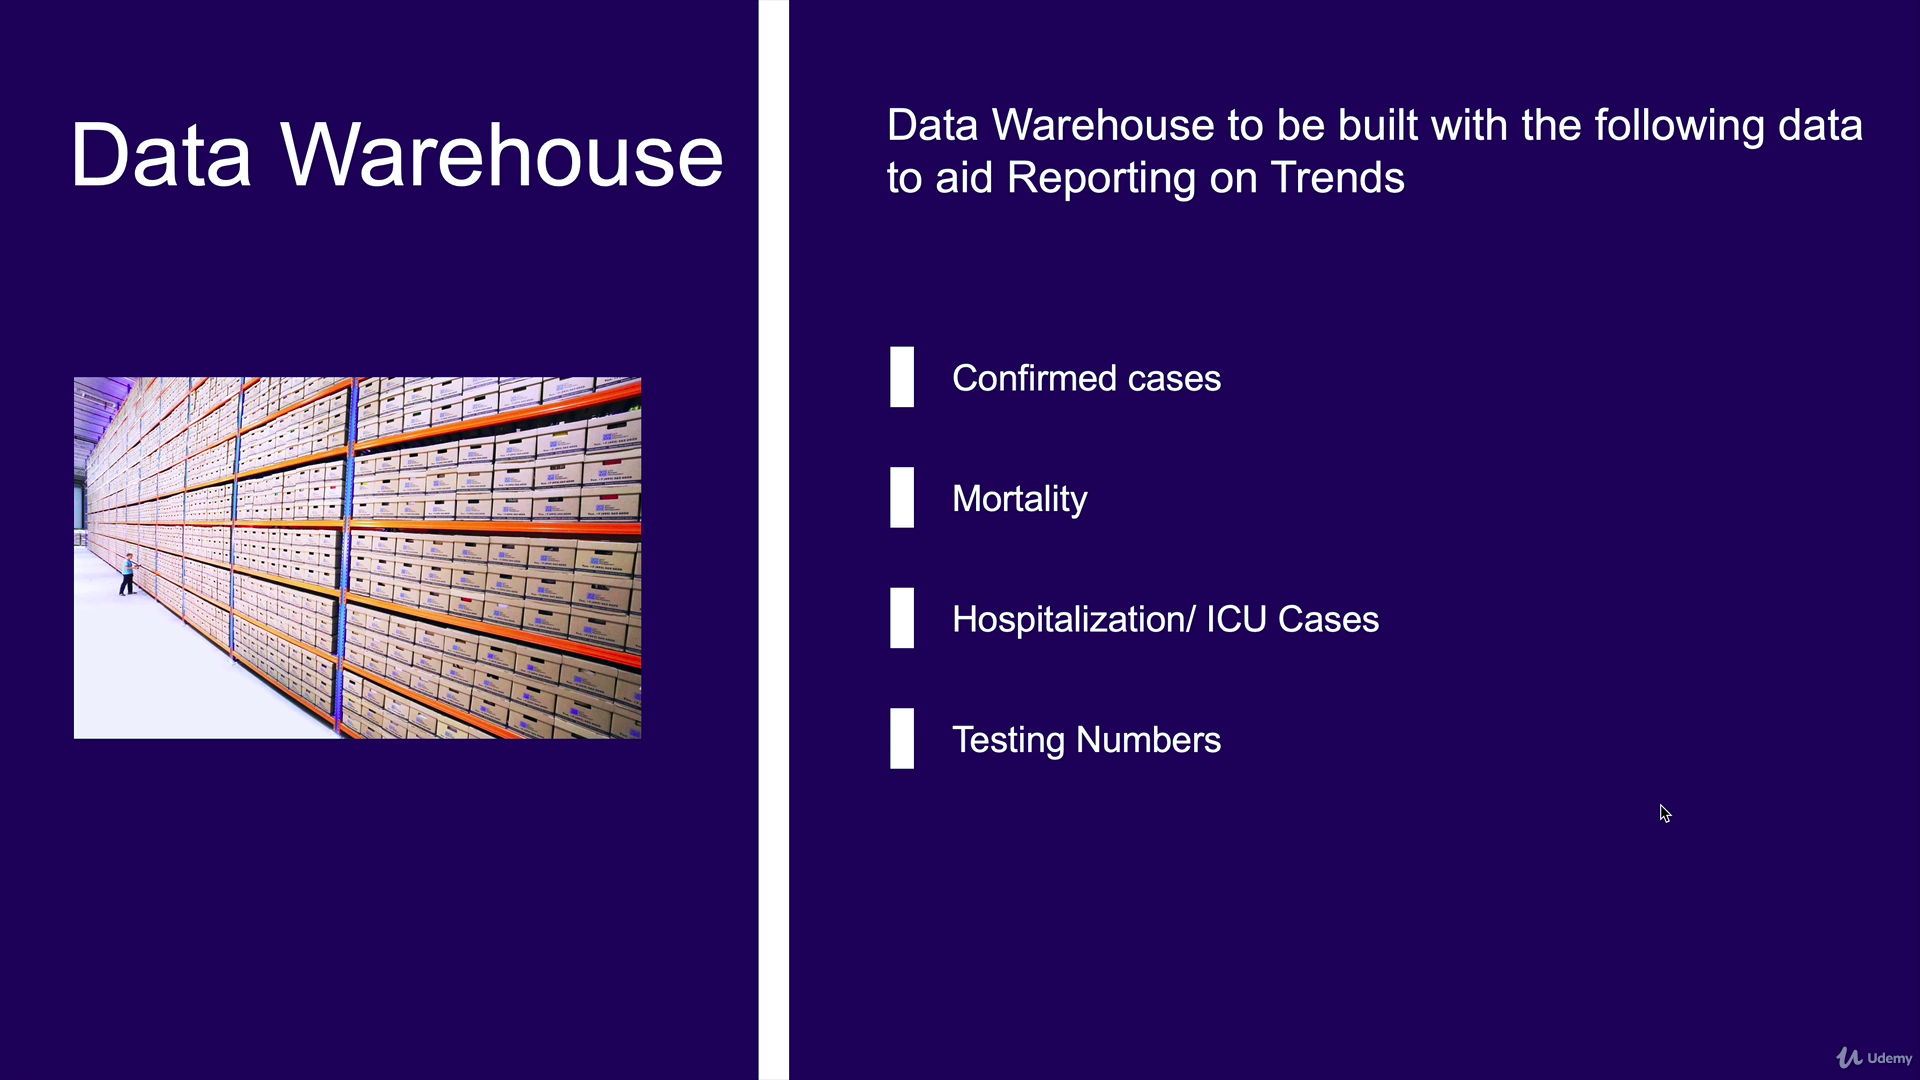 Data Warehouse
Data Warehouse to be built with the following data
to aid Reporting on Trends
Confirmed cases
Mortality
Hospitalization/ ICU Cases
Testing Numbers
Udemy